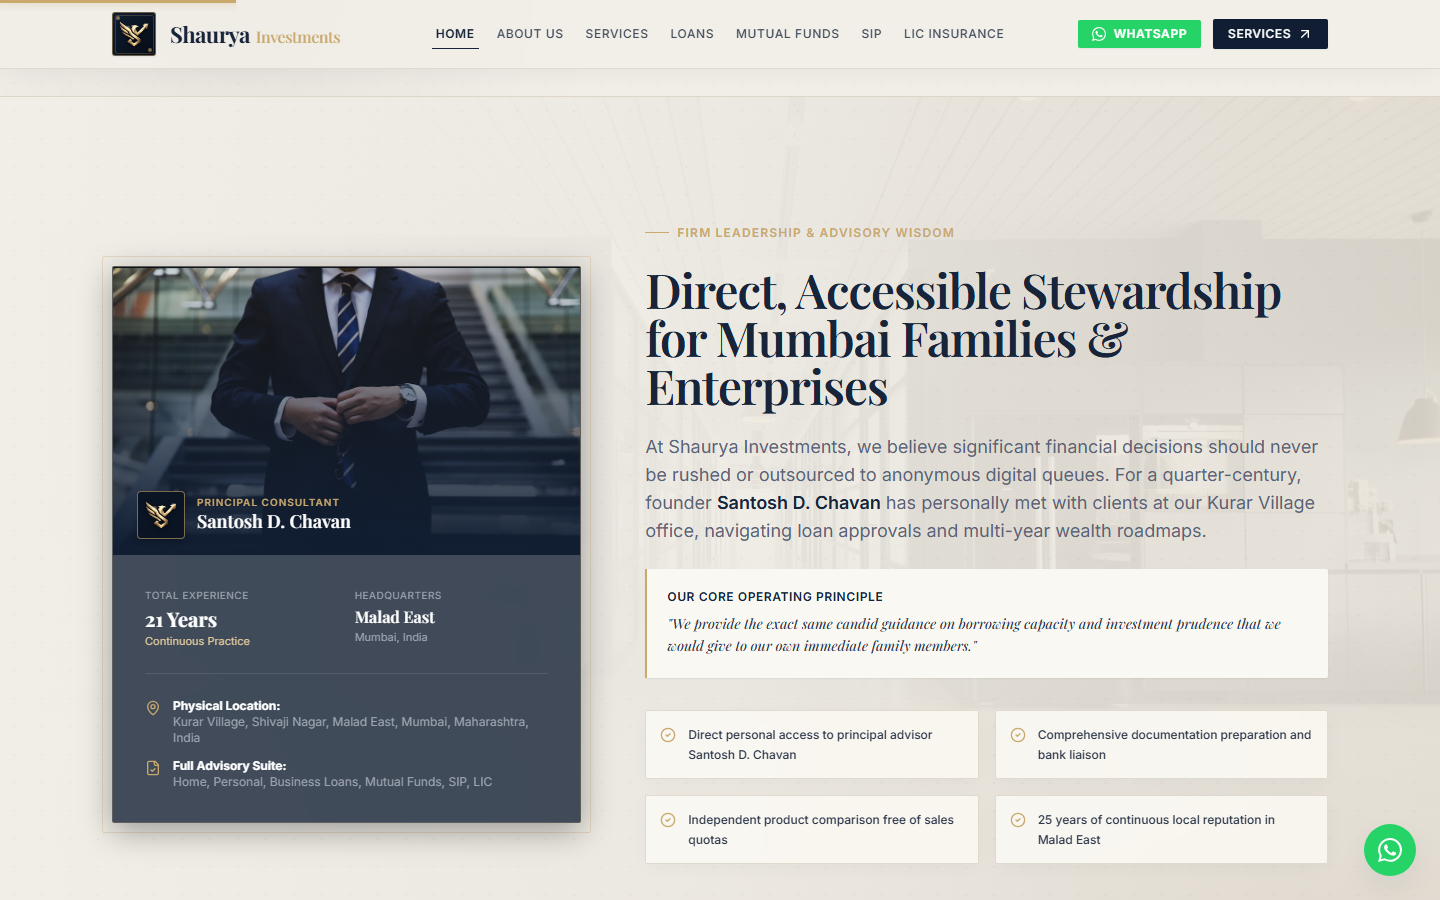 Shaurya Investments
HOME
ABOUT US
SERVICES
LOANS
MUTUAL FUNDS
SIP
LIC INSURANCE
WHATSAPP
SERVICES
PRINCIPAL CONSULTANT
Santosh D. Chavan
TOTAL EXPERIENCE
21 Years
Continuous Practice
HEADQUARTERS
Malad East
Mumbai, India
Physical Location:
Kurar Village, Shivaji Nagar, Malad East, Mumbai, Maharashtra,
India
Full Advisory Suite:
Home, Personal, Business Loans, Mutual Funds, SIP, LIC
FIRM LEADERSHIP & ADVISORY WISDOM
Direct, Accessible Stewardship
for Mumbai Families &
Enterprises
At Shaurya Investments, we believe significant financial decisions should never
be rushed or outsourced to anonymous digital queues. For a quarter-century,
founder Santosh D. Chavan has personally met with clients at our Kurar Village
office, navigating loan approvals and multi-year wealth roadmaps.
OUR CORE OPERATING PRINCIPLE
"We provide the exact same candid guidance on borrowing capacity and investment prudence that we
would give to our own immediate family members."
Direct personal access to principal advisor
Santosh D. Chavan
Comprehensive documentation preparation and
bank liaison
Independent product comparison free of sales
quotas
25 years of continuous local reputation in
Malad East